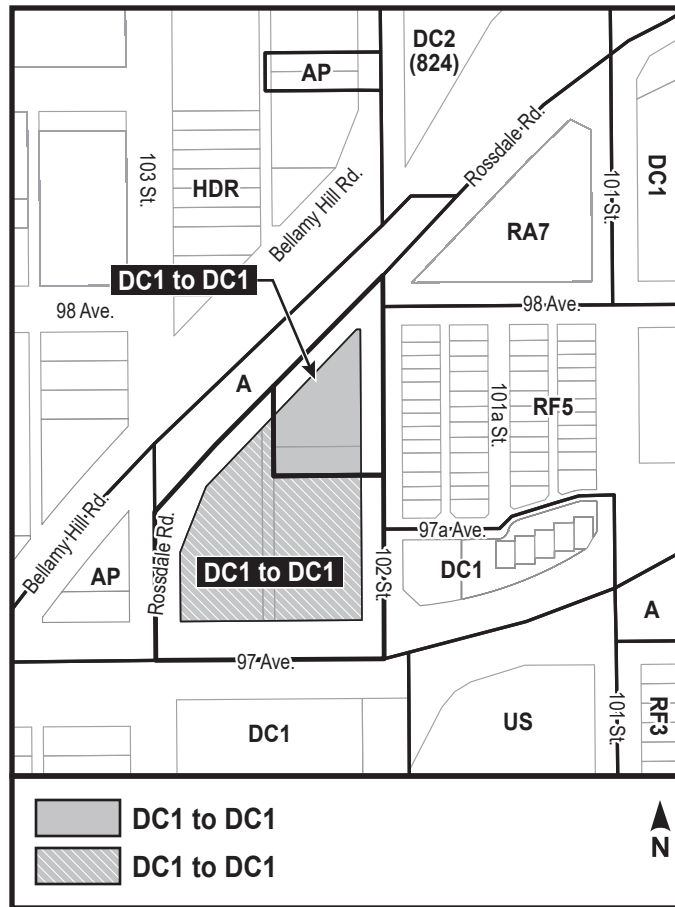 DC2
(824)
AP
Rossdale Rd.
103 St.
HDR
Bellamy Hill Rd.
101 St.
DC1
RA7
DC1 to DC1
98 Ave.
98 Ave.
A
101a St.
RF5
Bellamy Hill Rd.
Rossdale Rd.
97a Ave.
AP
DC1 to DC1
102 St.
DC1
A
97 Ave.
DC1
US
101 St.
RF3
DC1 to DC1
DC1 to DC1
N